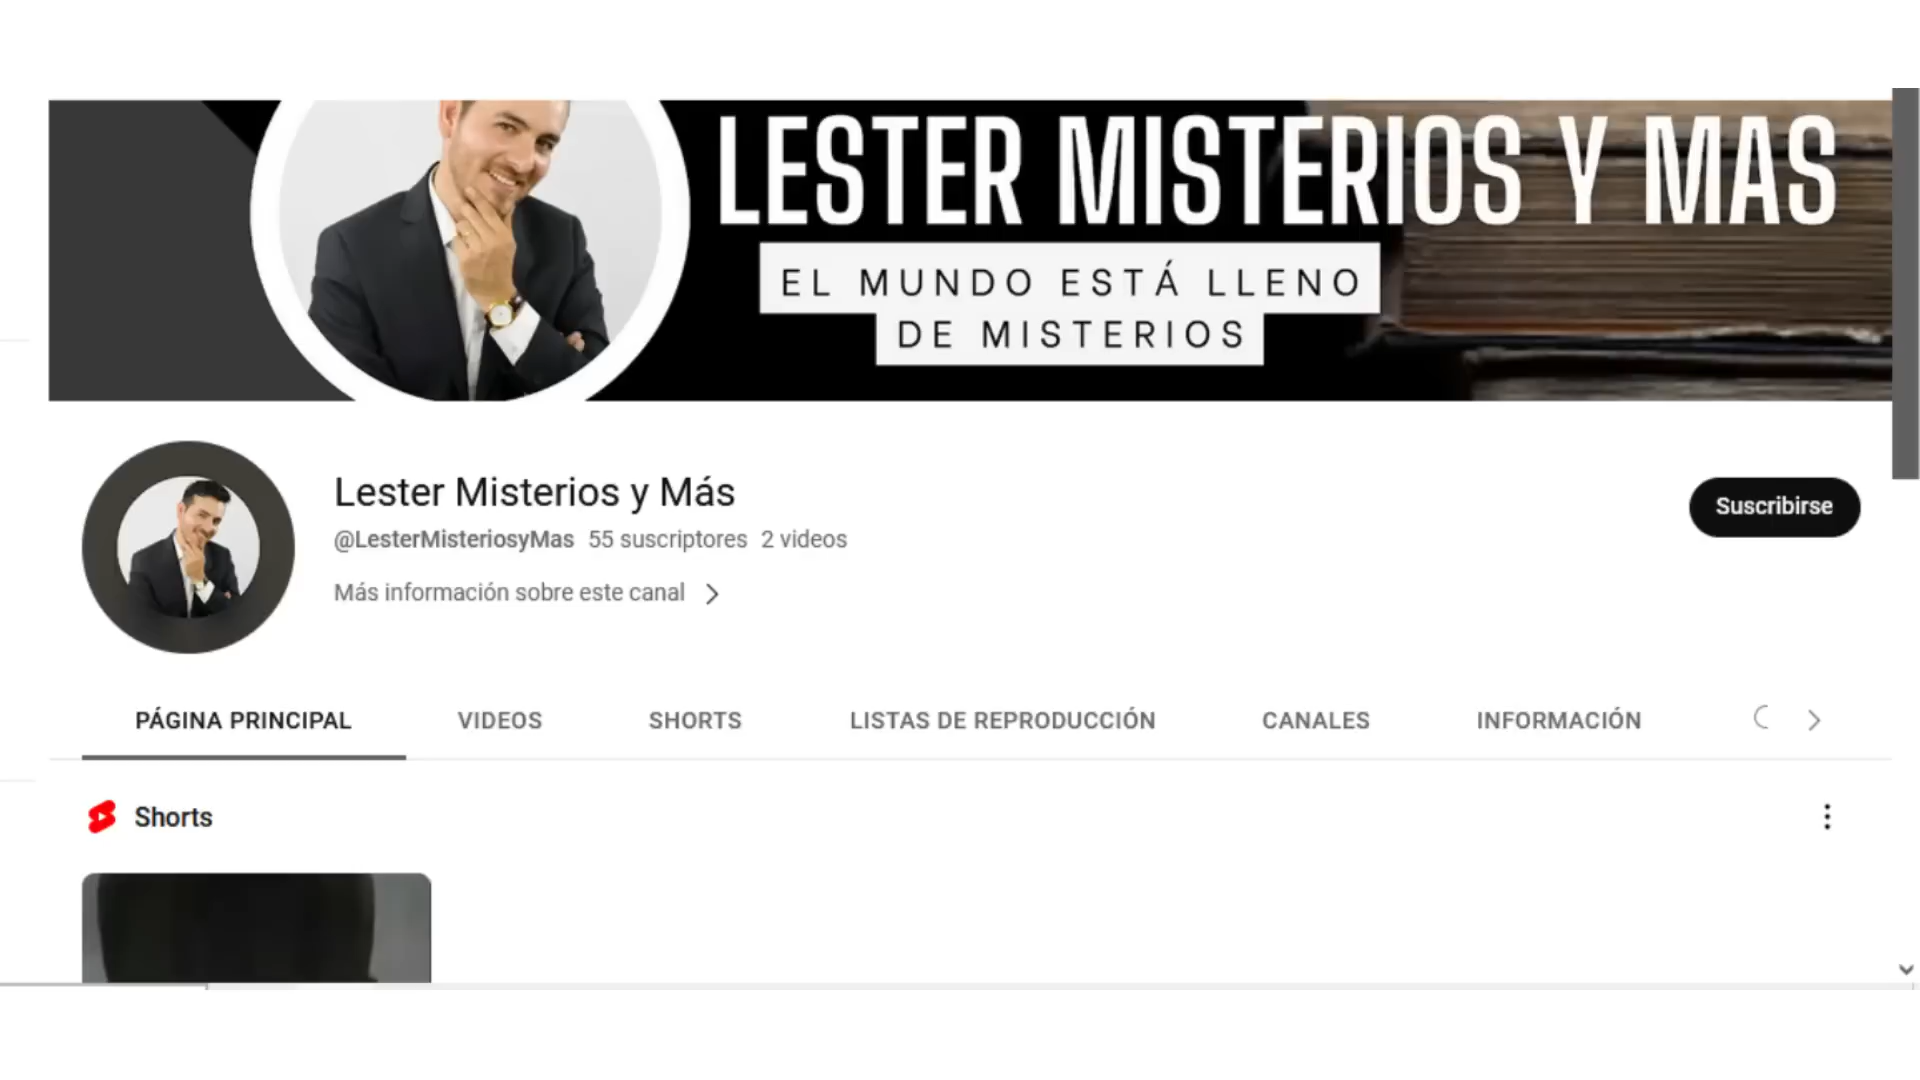 LESTER MISTERIOS Y MAS
EL MUNDO ESTÁ LLENO
DE MISTERIOS
Lester Misterios y Más
@LesterMisteriosyMas 55 suscriptores 2 videos
Más información sobre este canal
Suscribirse
PÁGINA PRINCIPAL VIDEOS SHORTS LISTAS DE REPRODUCCIÓN CANALES INFORMACIÓN
Shorts